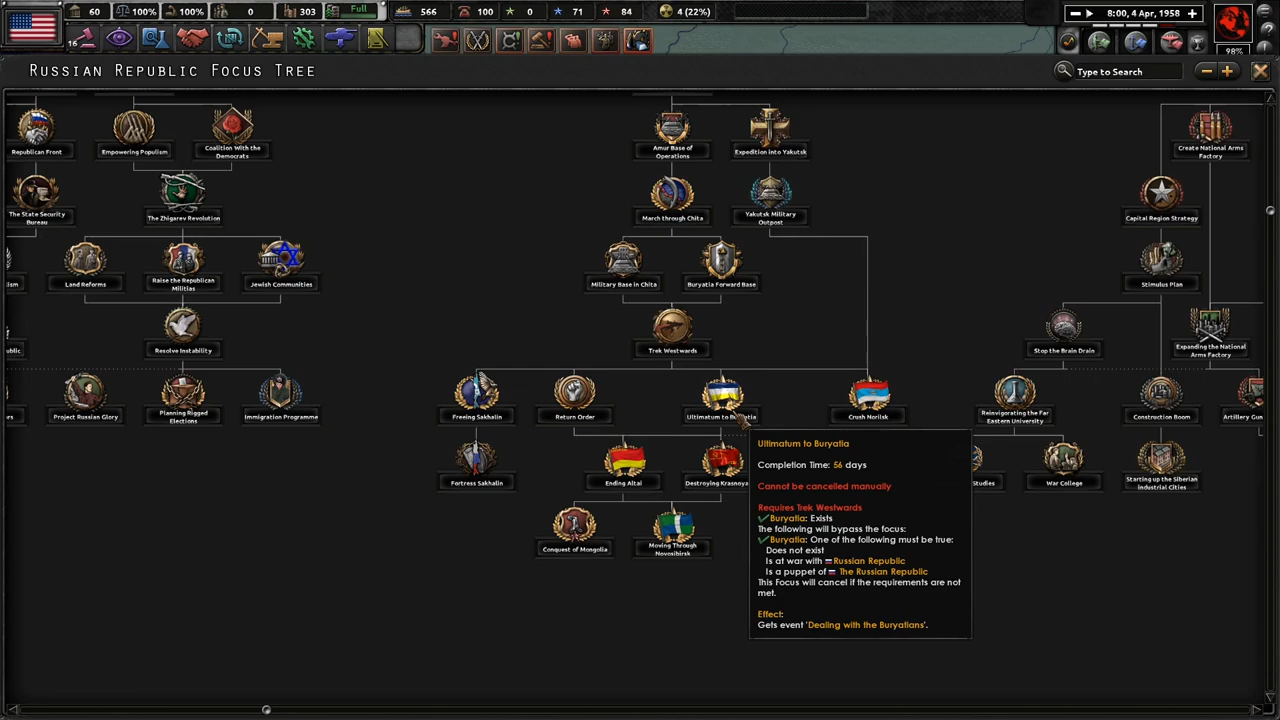 60
100%
100%
0
303
Full
566
100
0
71
84
4 (22%)
8:00, 4 Apr, 1958
98%
16
Russian Republic Focus Tree
Type to Search
Republican Front
Empowering Populism
Coalition With the
Democrats
Amur Base of
Operations
Expedition into Yakutsk
Create National Arms
Factory
The State Security
Bureau
The Zhigarev Revolution
March through Chita
Yakutsk Military
Outpost
Capital Region Strategy
Land Reforms
Raise the Republican
Militias
Jewish Communities
Military Base in Chita
Buryatia Forward Base
Stimulus Plan
Resolve Instability
Trek Westwards
Stop the Brain Drain
Expanding the National
Arms Factory
Project Russian Glory
Planning Rigged
Elections
Immigration Programme
Freeing Sakhalin
Return Order
Ultimatum to Buryatia
Crush Norilsk
Reinvigorating the Far
Eastern University
Construction Boom
Artillery Gun
Fortress Sakhalin
Ending Altai
Destroying Krasnoya
Studies
War College
Starting up the Siberian
Industrial Cities
Conquest of Mongolia
Moving Through
Novosibirsk
Ultimatum to Buryatia
Completion Time: 56 days
Cannot be cancelled manually
Requires Trek Westwards
Buryatia: Exists
The following will bypass the focus:
Buryatia: One of the following must be true:
Does not exist
Is at war with Russian Republic
Is a puppet of The Russian Republic
This Focus will cancel if the requirements are not
met.
Effect:
Gets event 'Dealing with the Buryatians'.